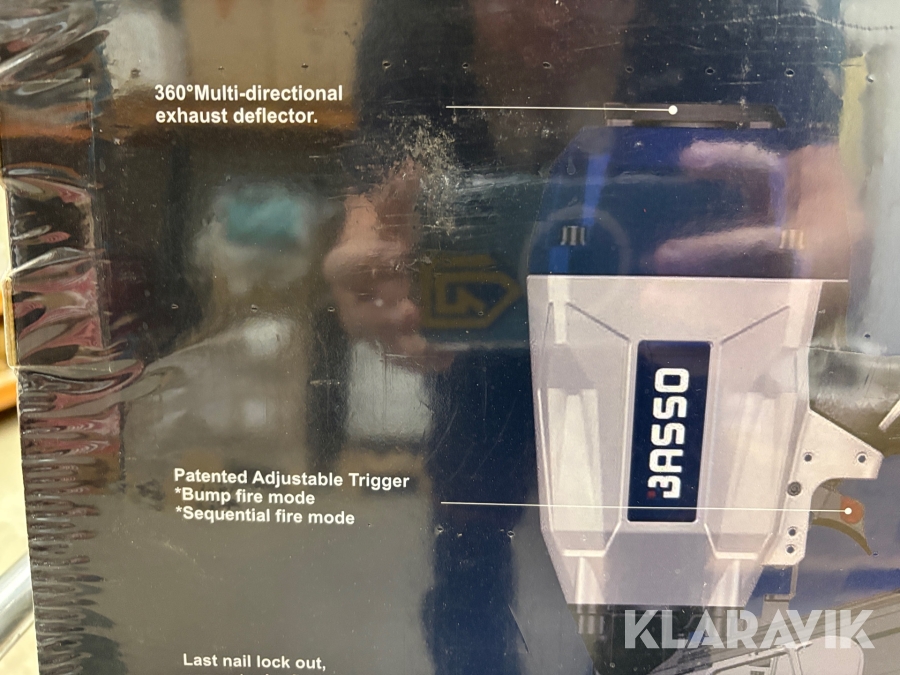 360°Multi-directional
exhaust deflector.
BASSO
Patented Adjustable Trigger
*Bump fire mode
*Sequential fire mode
KLARAVIK
Last nail lock out,